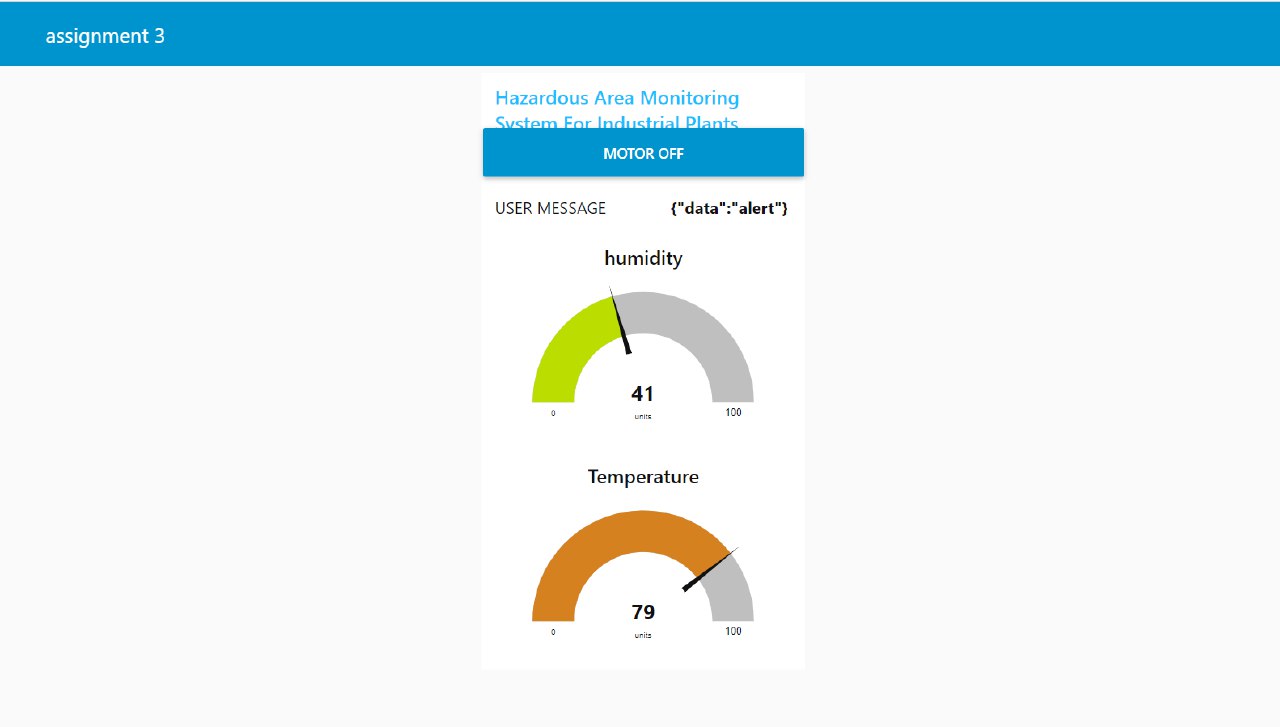 assignment 3
Hazardous Area Monitoring
System For Industrial Plants
MOTOR OFF
USER MESSAGE {"data":"alert"}
humidity
41
units
0 100
Temperature
79
units
0 100